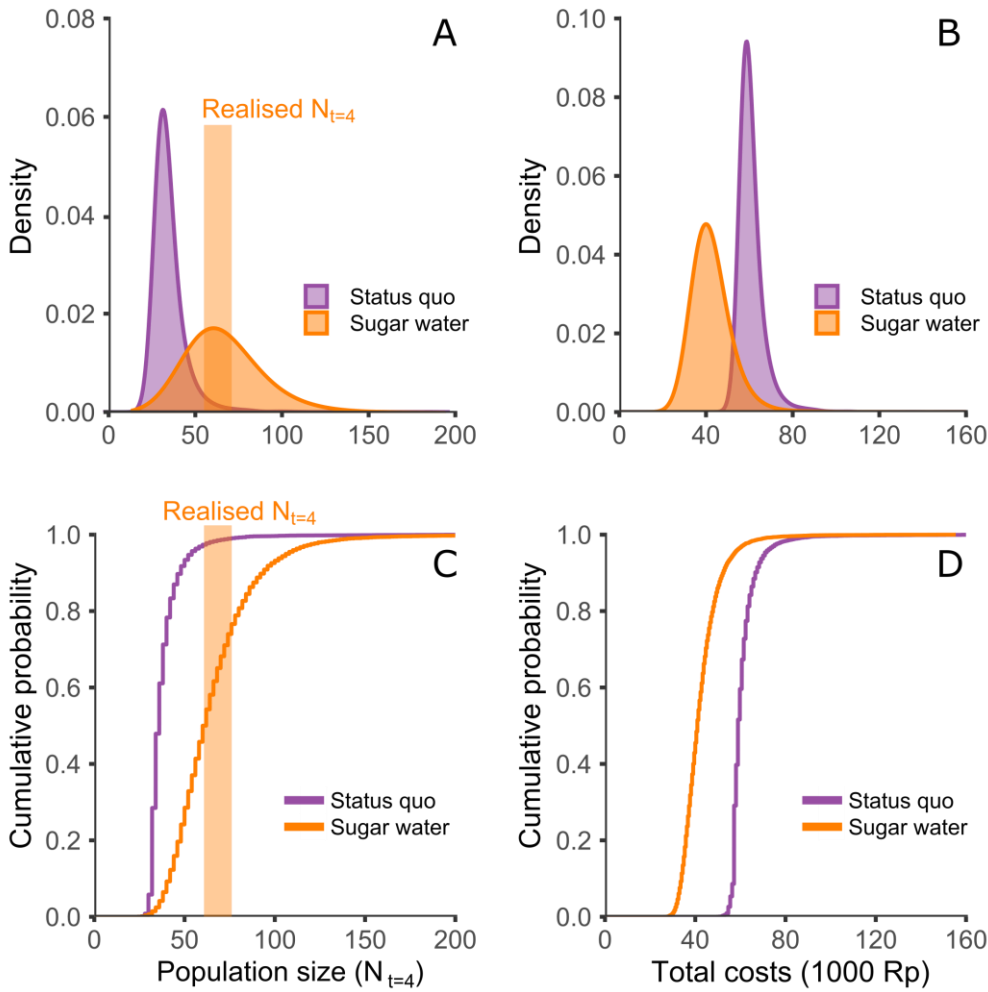 A
B
Realised N t=4
Density
0.08
0.06
0.04
0.02
0.00
Status quo
Sugar water
0 50 100 150 200
Density
0.10
0.08
0.06
0.04
0.02
0.00
Status quo
Sugar water
0 40 80 120 160
Realised N t=4
C
D
Cumulative probability
1.0
0.8
0.6
0.4
0.2
0.0
Status quo
Sugar water
0 50 100 150 200
Population size (N t=4)
Cumulative probability
1.0
0.8
0.6
0.4
0.2
0.0
Status quo
Sugar water
0 40 80 120 160
Total costs (1000 Rp)